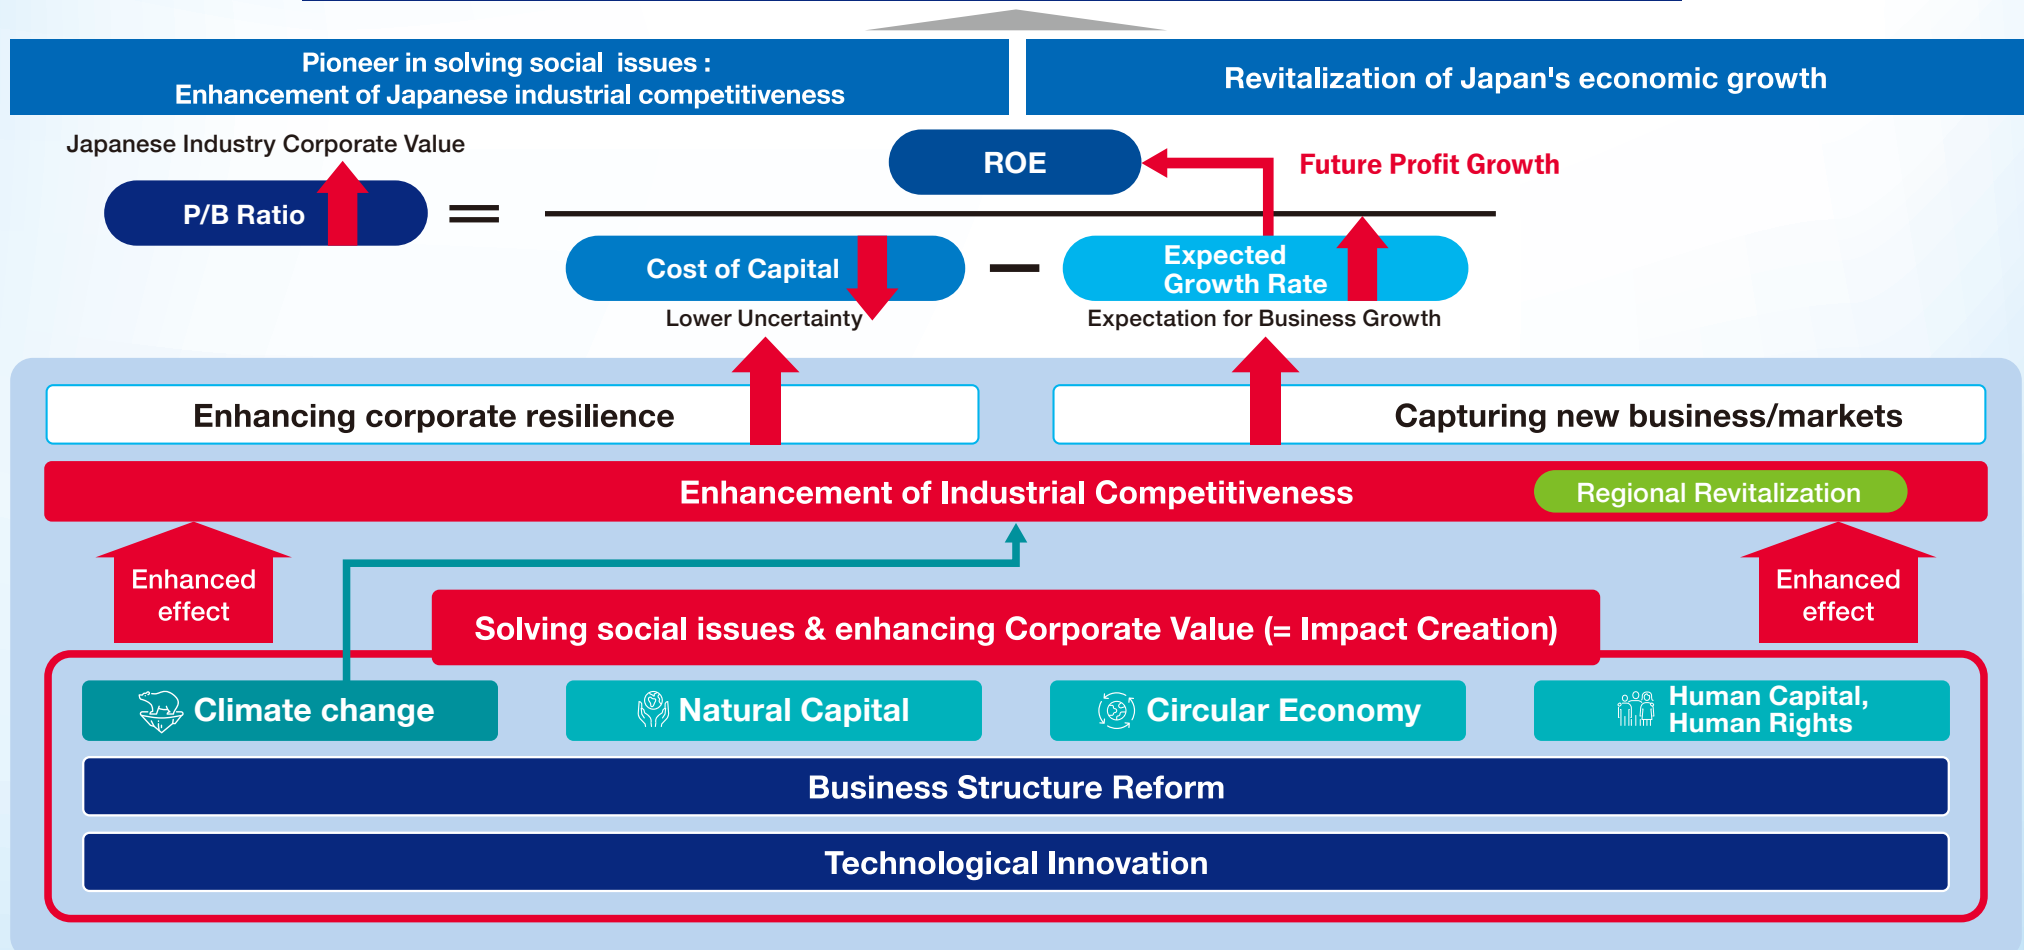 Pioneer in solving social issues :
Enhancement of Japanese industrial competitiveness
Revitalization of Japan's economic growth
Japanese Industry Corporate Value
P/B Ratio
=
ROE
Future Profit Growth
Cost of Capital
—
Expected
Growth Rate
Lower Uncertainty
Expectation for Business Growth
Enhancing corporate resilience
Capturing new business/markets
Enhancement of Industrial Competitiveness
Regional Revitalization
Enhanced
effect
Enhanced
effect
Solving social issues & enhancing Corporate Value (= Impact Creation)
Climate change
Natural Capital
Circular Economy
Human Capital,
Human Rights
Business Structure Reform
Technological Innovation